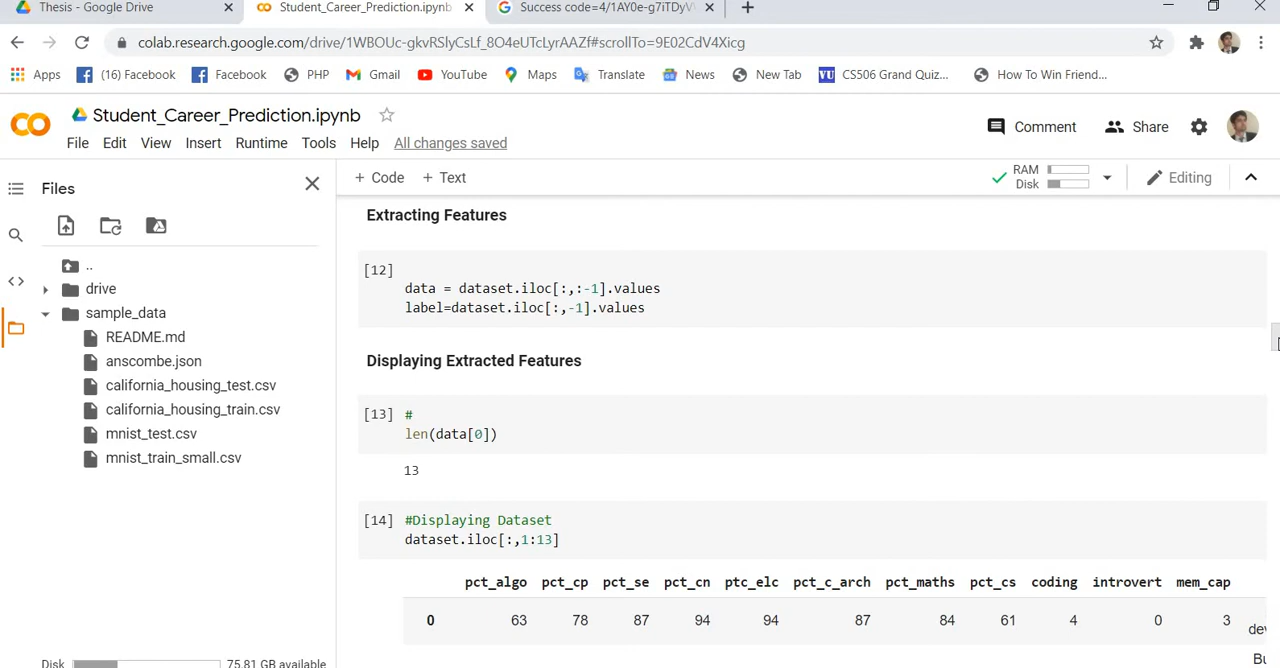 Thesis - Google Drive
Student_Career_Prediction.ipynb
Success code=4/1AY0e-g7iTDyV
colab.research.google.com/drive/1WBOUc-gkvRSlyCsLf_8O4eUTcLyrAAZf#scrollTo=9E02CdV4Xicg
Apps (16) Facebook Facebook PHP Gmail YouTube Maps Translate News New Tab VU CS506 Grand Quiz... How To Win Friend...
Student_Career_Prediction.ipynb
File Edit View Insert Runtime Tools Help All changes saved
Comment Share
Files
+ Code + Text
RAM
Disk
Editing
..
drive
sample_data
README.md
anscombe.json
california_housing_test.csv
california_housing_train.csv
mnist_test.csv
mnist_train_small.csv
Disk 75.81 GB available
Extracting Features
[12]
data = dataset.iloc[:,:-1].values
label=dataset.iloc[:,-1].values
Displaying Extracted Features
[13] #
len(data[0])
13
[14] #Displaying Dataset
dataset.iloc[:,1:13]
pct_algo pct_cp pct_se pct_cn ptc_elc pct_c_arch pct_maths pct_cs coding introvert mem_cap
0 63 78 87 94 94 87 84 61 4 0 3